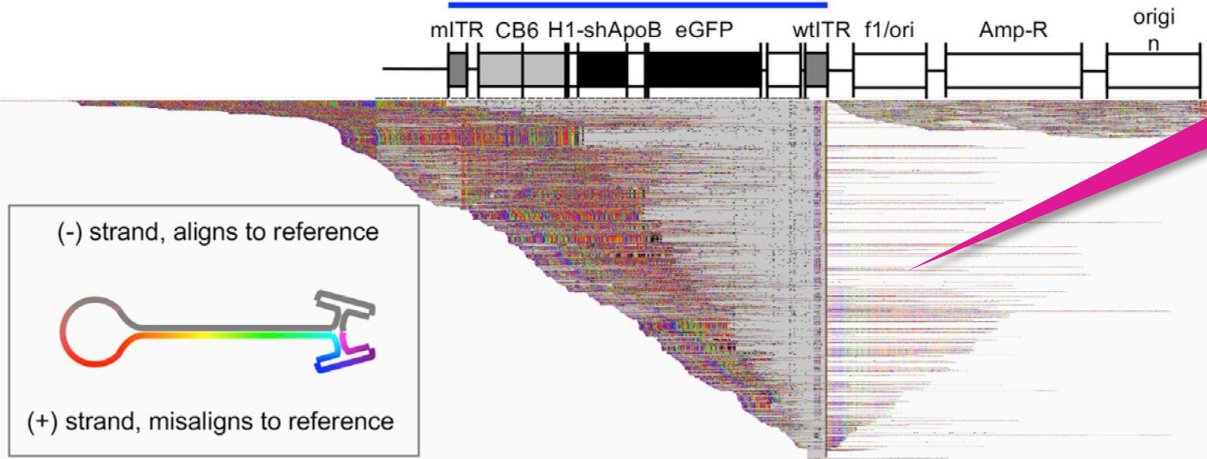 mITR CB6 H1-shApoB eGFP wtITR f1/ori Amp-R origi
n
(-) strand, aligns to reference
(+) strand, misaligns to reference